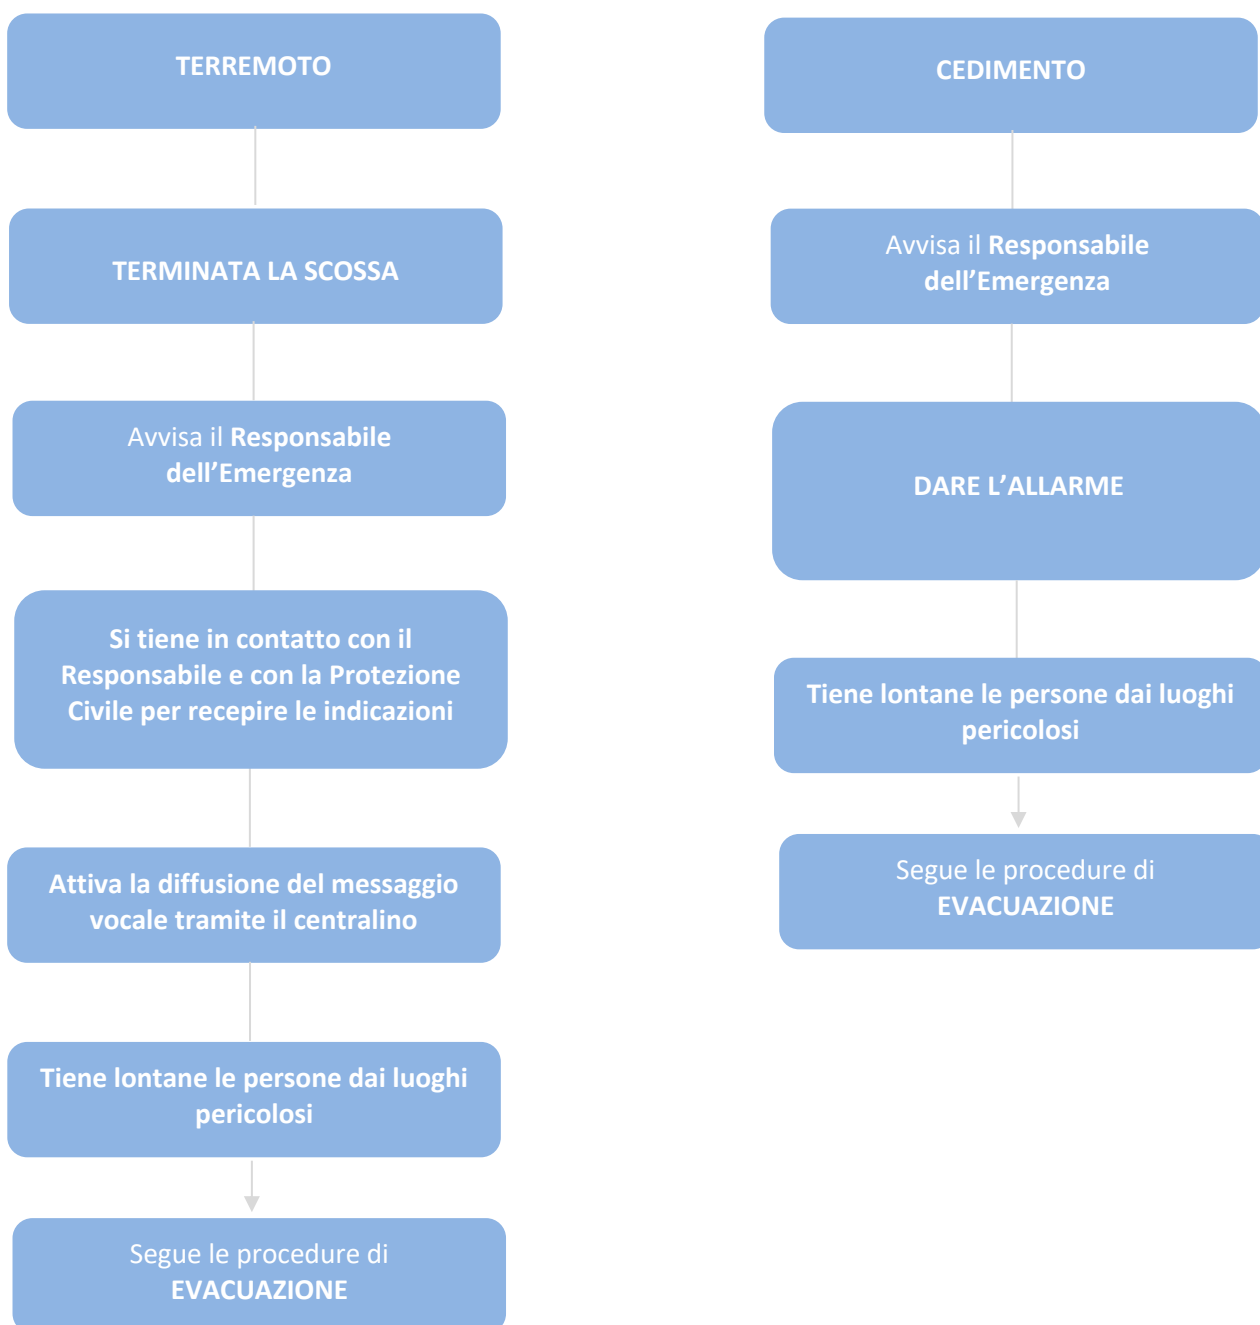 TERREMOTO
TERMINATA LA SCOSSA
Avvisa il Responsabile
dell’Emergenza
Si tiene in contatto con il
Responsabile e con la Protezione
Civile per recepire le indicazioni
Attiva la diffusione del messaggio
vocale tramite il centralino
Tiene lontane le persone dai luoghi
pericolosi
Segue le procedure di
EVACUAZIONE
CEDIMENTO
Avvisa il Responsabile
dell’Emergenza
DARE L’ALLARME
Tiene lontane le persone dai luoghi
pericolosi
Segue le procedure di
EVACUAZIONE